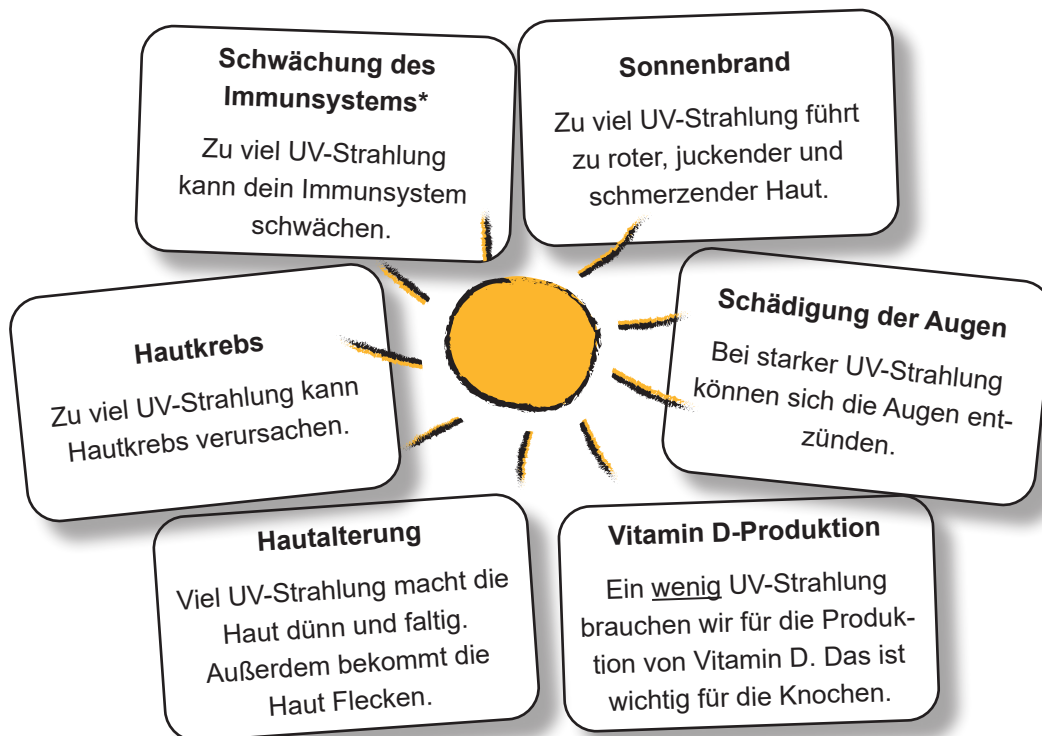 Schwächung des
Immunsystems*
Zu viel UV-Strahlung
kann dein Immunsystem
schwächen.
Sonnenbrand
Zu viel UV-Strahlung führt
zu roter, juckender und
schmerzender Haut.
Hautkrebs
Zu viel UV-Strahlung kann
Hautkrebs verursachen.
Schädigung der Augen
Bei starker UV-Strahlung
können sich die Augen ent-
zünden.
Hautalterung
Viel UV-Strahlung macht die
Haut dünn und faltig.
Außerdem bekommt die
Haut Flecken.
Vitamin D-Produktion
Ein wenig UV-Strahlung
brauchen wir für die Produk-
tion von Vitamin D. Das ist
wichtig für die Knochen.